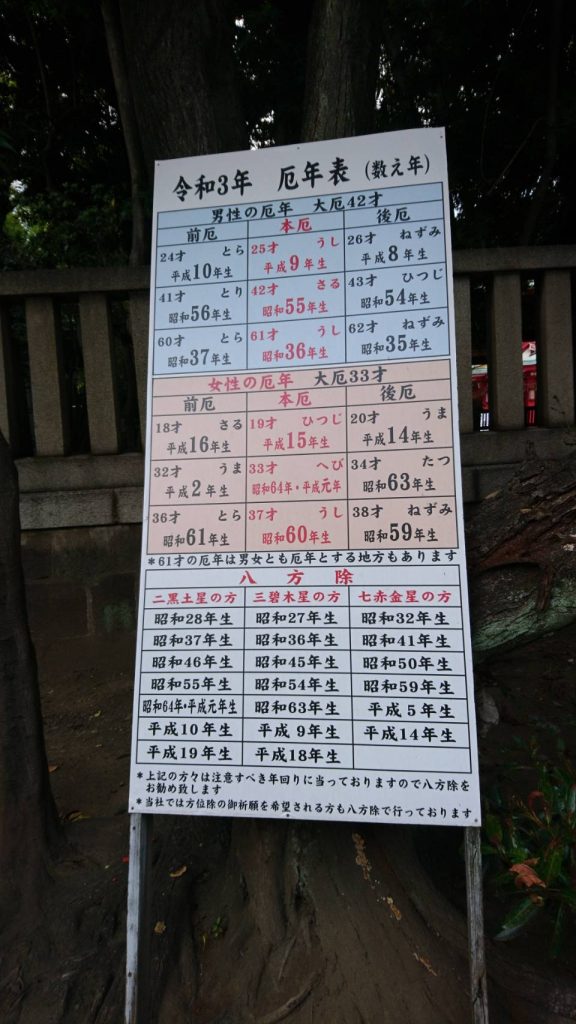 令和3年 厄年表 (数え年)
男性の厄年 大厄42才
前厄 本厄 後厄
24才 とら 25才 うし 26才 ねずみ
平成10年生 平成9年生 平成8年生
41才 とり 42才 さる 43才 ひつじ
昭和56年生 昭和55年生 昭和54年生
60才 とら 61才 うし 62才 ねずみ
昭和37年生 昭和36年生 昭和35年生
女性の厄年 大厄33才
前厄 本厄 後厄
18才 さる 19才 ひつじ 20才 うま
平成16年生 平成15年生 平成14年生
32才 うま 33才 へび 34才 たつ
平成2年生 昭和64年・平成元年 昭和63年生
36才 とら 37才 うし 38才 ねずみ
昭和61年生 昭和60年生 昭和59年生
*61才の厄年は男女とも厄年とする地方もあります
八方除
二黒土星の方 三碧木星の方 七赤金星の方
昭和28年生 昭和27年生 昭和32年生
昭和37年生 昭和36年生 昭和41年生
昭和46年生 昭和45年生 昭和50年生
昭和55年生 昭和54年生 昭和59年生
昭和64年・平成元年生 昭和63年生 平成5年生
平成10年生 平成9年生 平成14年生
平成19年生 平成18年生
*上記の方々は注意すべき年回りに当っておりますので八方除を
お勧め致します
*当社では方位除の御祈願を希望される方も八方除で行っております